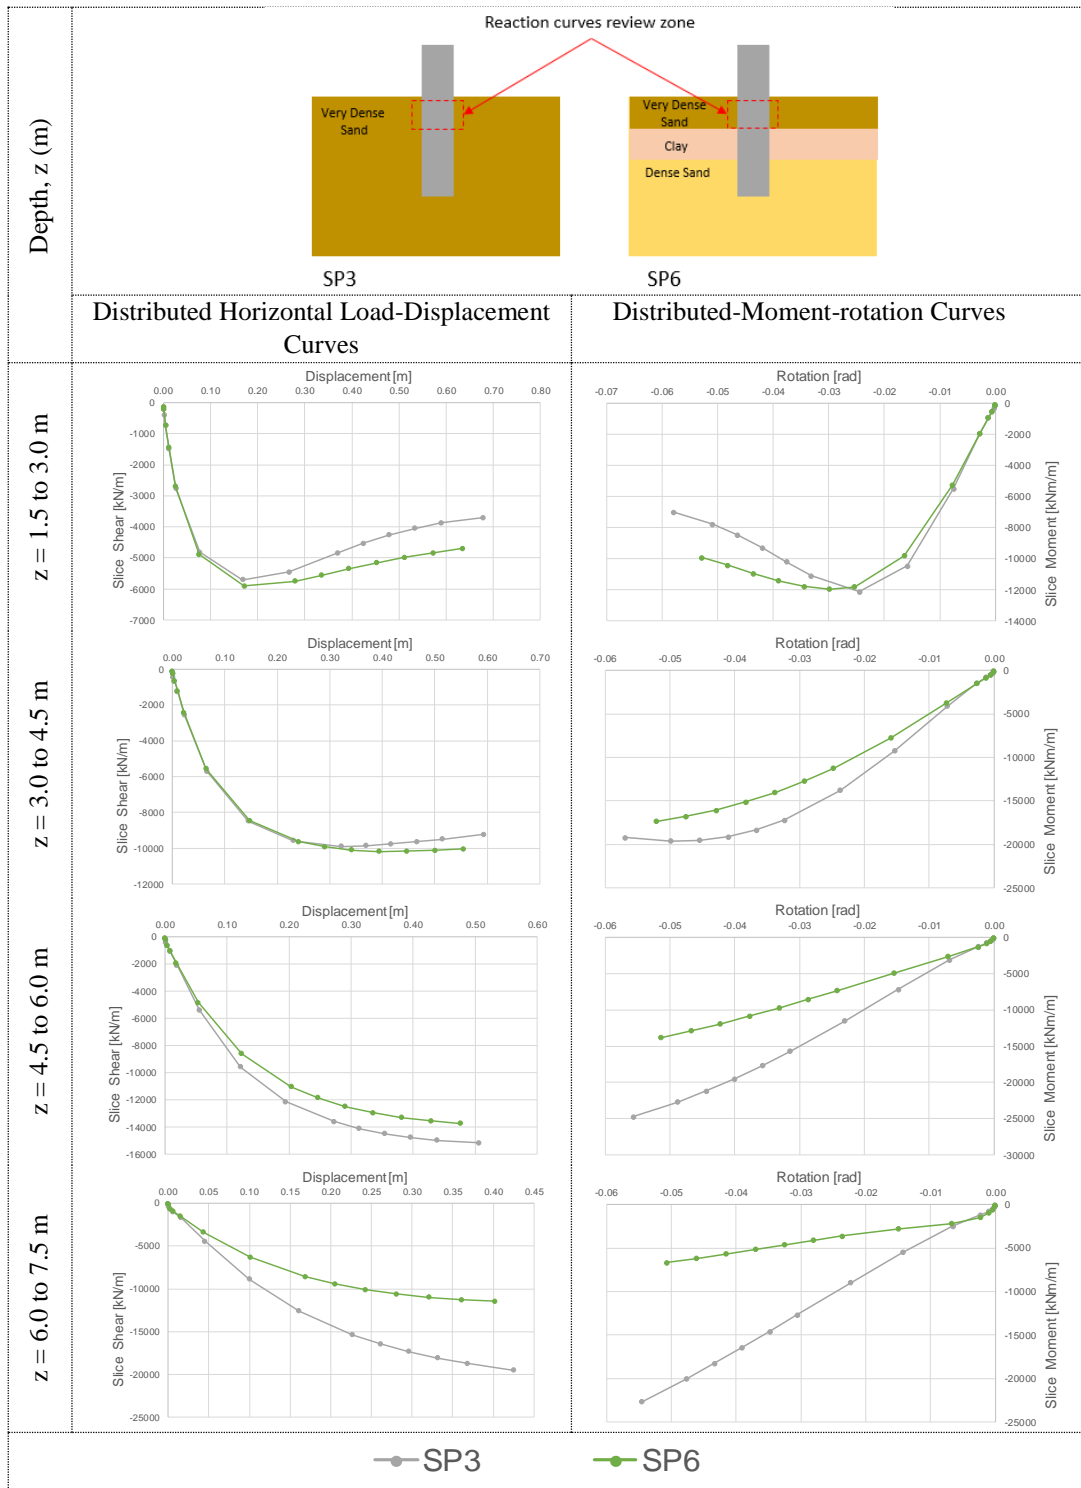 Depth, z (m)
Reaction curves review zone
Very Dense
Sand
Very Dense
Sand
Clay
Dense Sand
SP3
SP6
Distributed Horizontal Load-Displacement
Curves
Distributed-Moment-rotation Curves
z = 1.5 to 3.0 m
Displacement [m]
0.00 0.10 0.20 0.30 0.40 0.50 0.60 0.70 0.80
0
-1000
-2000
-3000
-4000
-5000
-6000
-7000
Slice Shear [kN/m]
Rotation [rad]
-0.07 -0.06 -0.05 -0.04 -0.03 -0.02 -0.01 0.00
0
-2000
-4000
-6000
-8000
-10000
-12000
-14000
Slice Moment [kNm/m]
z = 3.0 to 4.5 m
Displacement [m]
0.00 0.10 0.20 0.30 0.40 0.50 0.60 0.70
0
-2000
-4000
-6000
-8000
-10000
-12000
Slice Shear [kN/m]
Rotation [rad]
-0.06 -0.05 -0.04 -0.03 -0.02 -0.01 0.00
0
-5000
-10000
-15000
-20000
-25000
Slice Moment [kNm/m]
z = 4.5 to 6.0 m
Displacement [m]
0.00 0.10 0.20 0.30 0.40 0.50 0.60
0
-2000
-4000
-6000
-8000
-10000
-12000
-14000
-16000
Slice Shear [kN/m]
Rotation [rad]
-0.06 -0.05 -0.04 -0.03 -0.02 -0.01 0.00
0
-5000
-10000
-15000
-20000
-25000
-30000
Slice Moment [kNm/m]
z = 6.0 to 7.5 m
Displacement [m]
0.00 0.05 0.10 0.15 0.20 0.25 0.30 0.35 0.40 0.45
0
-5000
-10000
-15000
-20000
-25000
Slice Shear [kN/m]
Rotation [rad]
-0.06 -0.05 -0.04 -0.03 -0.02 -0.01 0.00
0
-5000
-10000
-15000
-20000
-25000
Slice Moment [kNm/m]
SP3 SP6